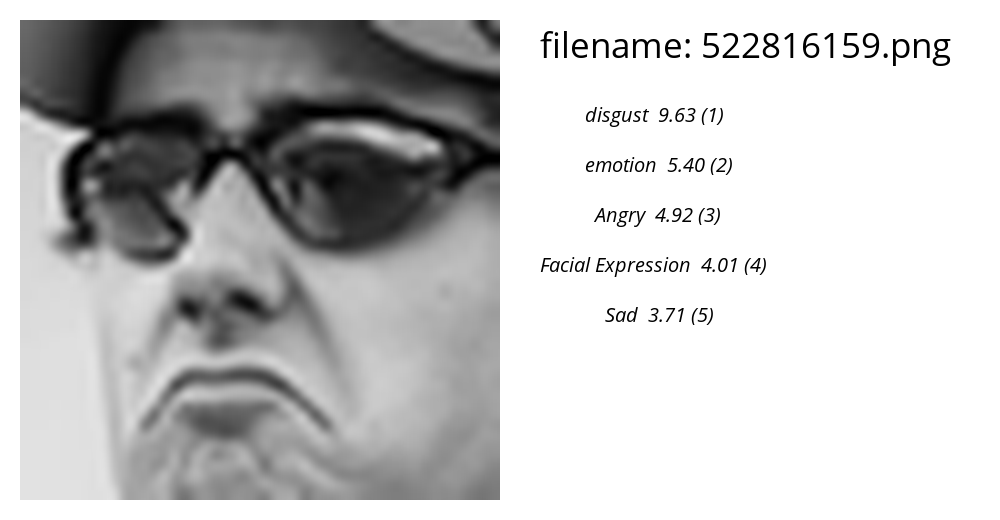 filename: 522816159.png
disgust 9.63 (1)
emotion 5.40 (2)
Angry 4.92 (3)
Facial Expression 4.01 (4)
Sad 3.71 (5)